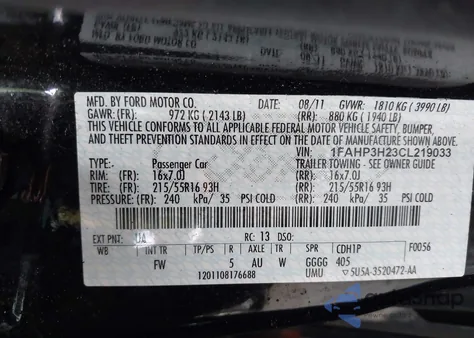 MFD. BY FORD MOTOR CO. DATE: 08/11 GVWR: 1810 KG ( 3990 LB)
GAWR: (FR): 972 KG ( 2143 LB) (RR): 880 KG ( 1940 LB)
THIS VEHICLE CONFORMS TO ALL APPLICABLE FEDERAL MOTOR VEHICLE SAFETY, BUMPER,
AND THEFT PREVENTION STANDARDS IN EFFECT ON THE DATE OF MANUFACTURE SHOWN ABOVE.
VIN: 1FAHP3H23CL219033
TYPE: Passenger Car TRAILER TOWING - SEE OWNER GUIDE
RIM: (FR): 16x7.0J (RR): 16x7.0J
TIRE: (FR): 215/55R16 93H (RR): 215/55R16 93H
PRESSURE: (FR): 240 kPa/ 35 PSI COLD (RR): 240 kPa/ 35 PSI COLD
EXT PNT: UA RC: 13 DSO:
WB INT TR TP/PS R AXLE TR SPR CDH1P F0056
FW 5 AU W GGGG 405
1201108176688 UMU 5U5A-3520472-AA